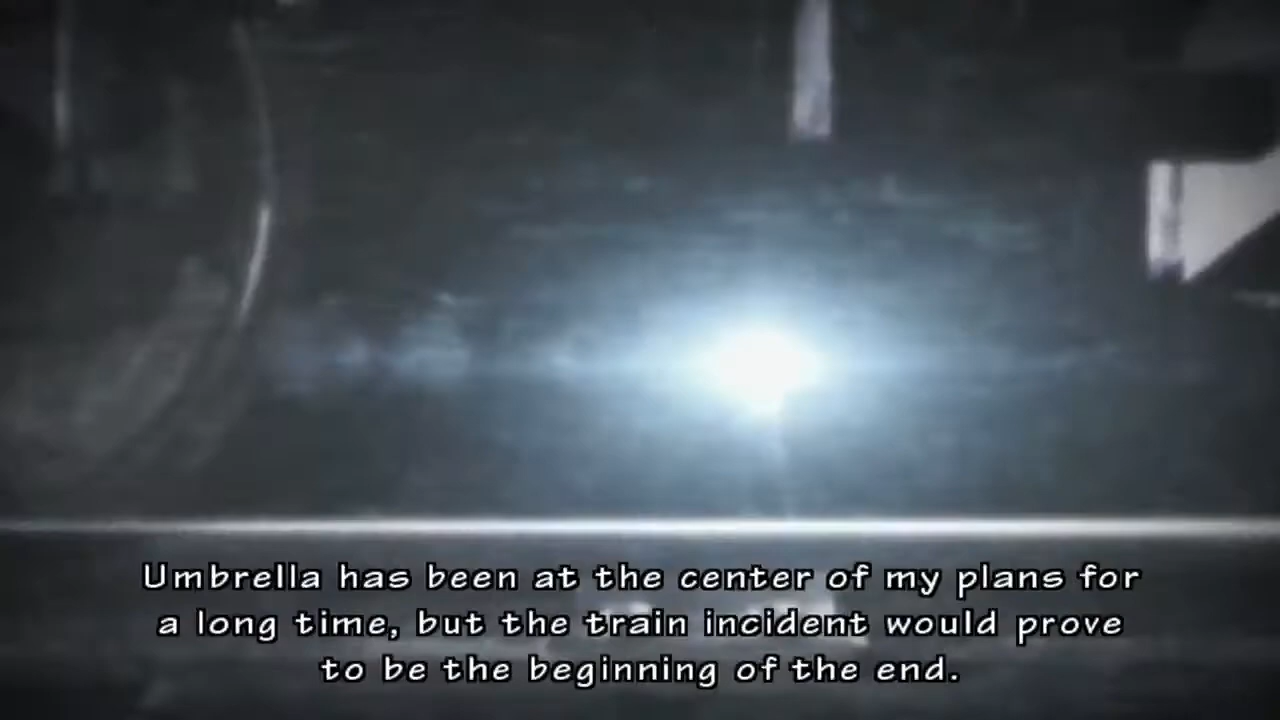 Umbrella has been at the center of my plans for
a long time, but the train incident would prove
to be the beginning of the end.